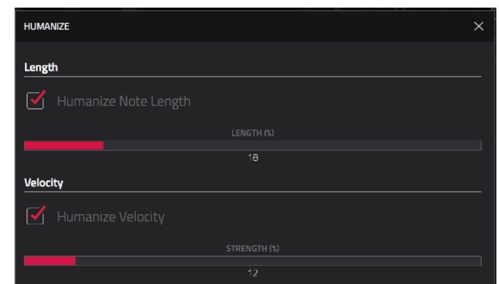 HUMANIZE
Length
Humanize Note Length
LENGTH (%)
18
Velocity
Humanize Velocity
STRENGTH (%)
12